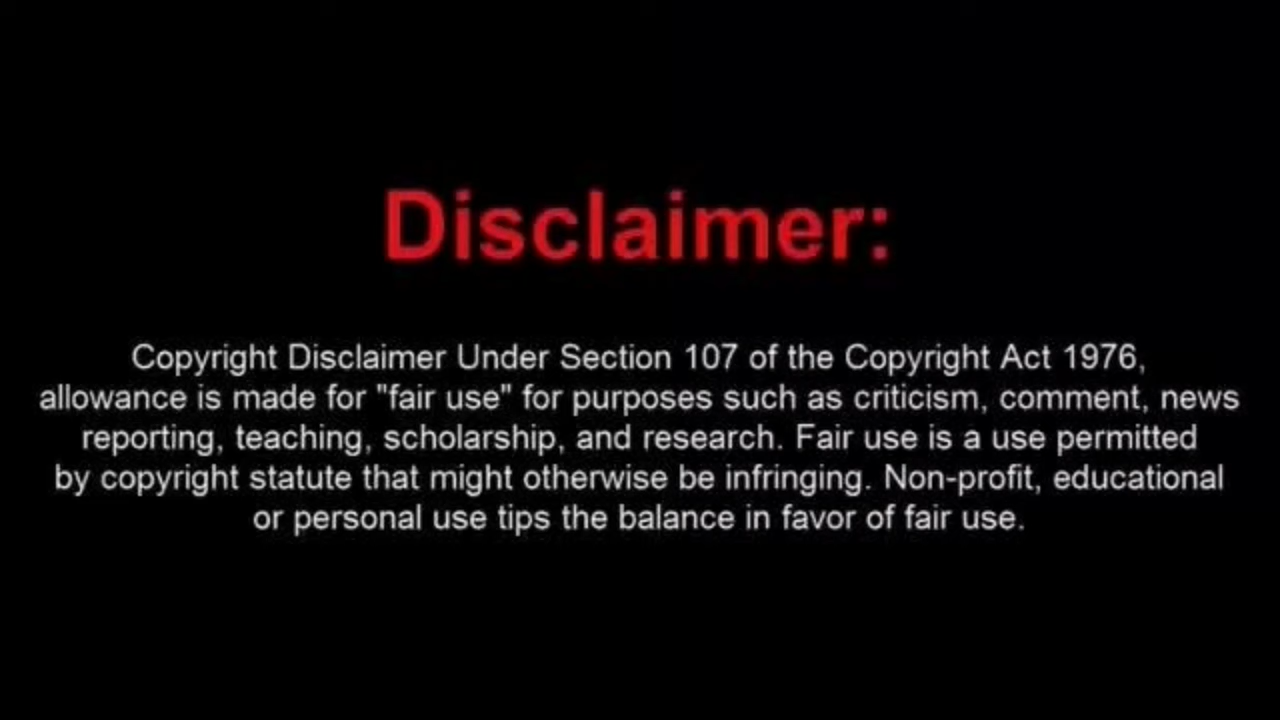 Disclaimer:
Copyright Disclaimer Under Section 107 of the Copyright Act 1976,
allowance is made for "fair use" for purposes such as criticism, comment, news
reporting, teaching, scholarship, and research. Fair use is a use permitted
by copyright statute that might otherwise be infringing. Non-profit, educational
or personal use tips the balance in favor of fair use.